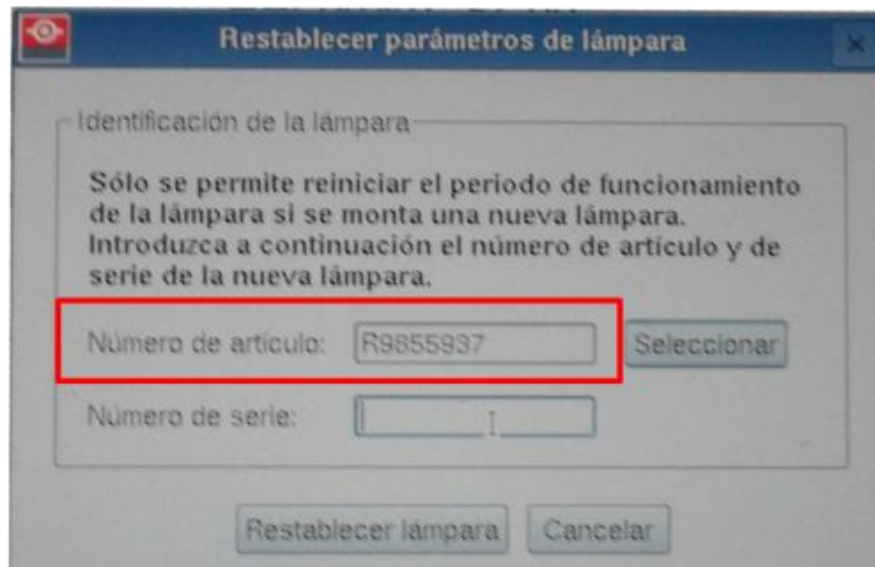 Restablecer parámetros de lámpara
Identificación de la lámpara
Sólo se permite reiniciar el periodo de funcionamiento
de la lámpara si se monta una nueva lámpara.
Introduzca a continuación el número de artículo y de
serie de la nueva lámpara.
Número de artículo: R9855937 Seleccionar
Número de serie:
Restablecer lámpara Cancelar